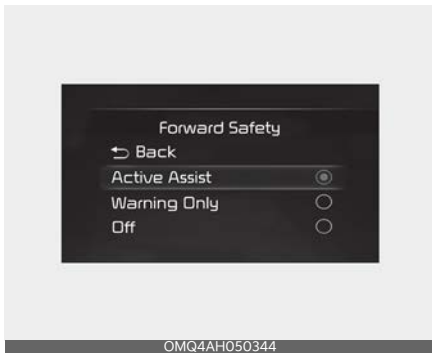 Forward Safety
Back
Active Assist
Warning Only
Off
OMQ4AH050344